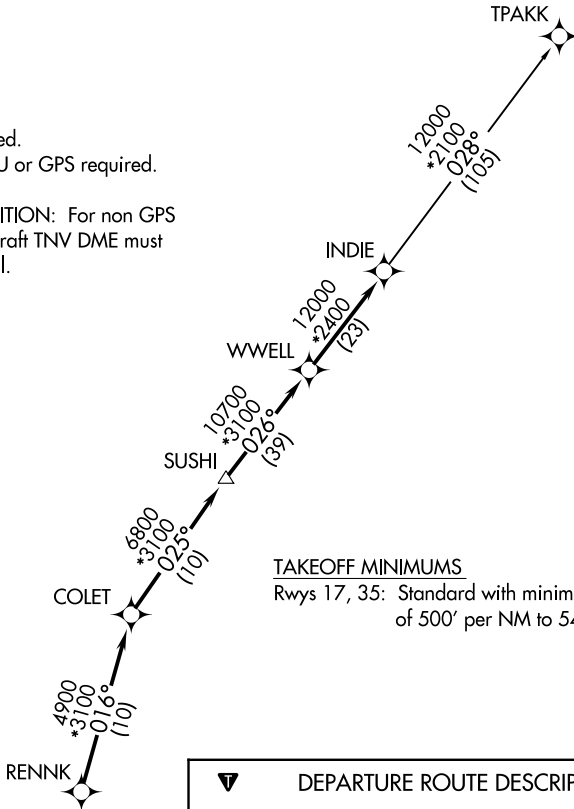 TPAKK
ed.
U or GPS required.
ITION: For non GPS
raft TNV DME must
l.
12000
*2100
028°
(105)
INDIE
12000
*2400
(23)
WWELL
10700
*3100
026°
(39)
SUSHI
6800
*3100
025°
(10)
TAKEOFF MINIMUMS
Rwys 17, 35: Standard with minim
of 500' per NM to 54
COLET
4900
*3100
016°
(10)
RENNK
T DEPARTURE ROUTE DESCRIP